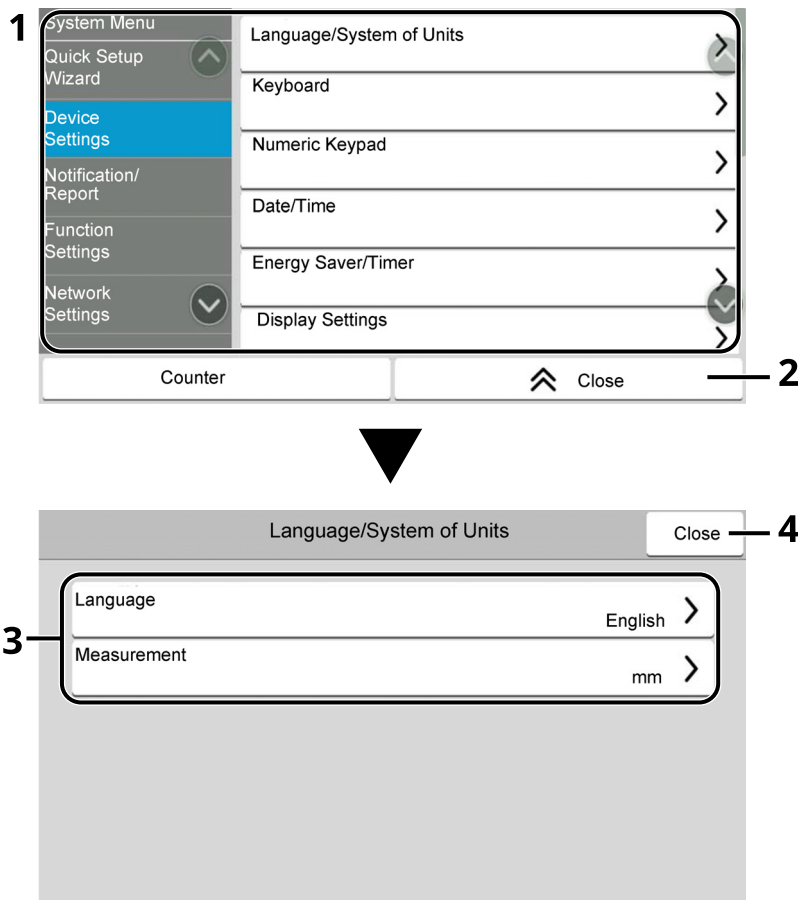 1
System Menu
Quick Setup
Wizard
Device
Settings
Notification/
Report
Function
Settings
Network
Settings
Language/System of Units
Keyboard
Numeric Keypad
Date/Time
Energy Saver/Timer
Display Settings
Counter
Close
2
Language/System of Units
Close
4
3
Language
English
Measurement
mm